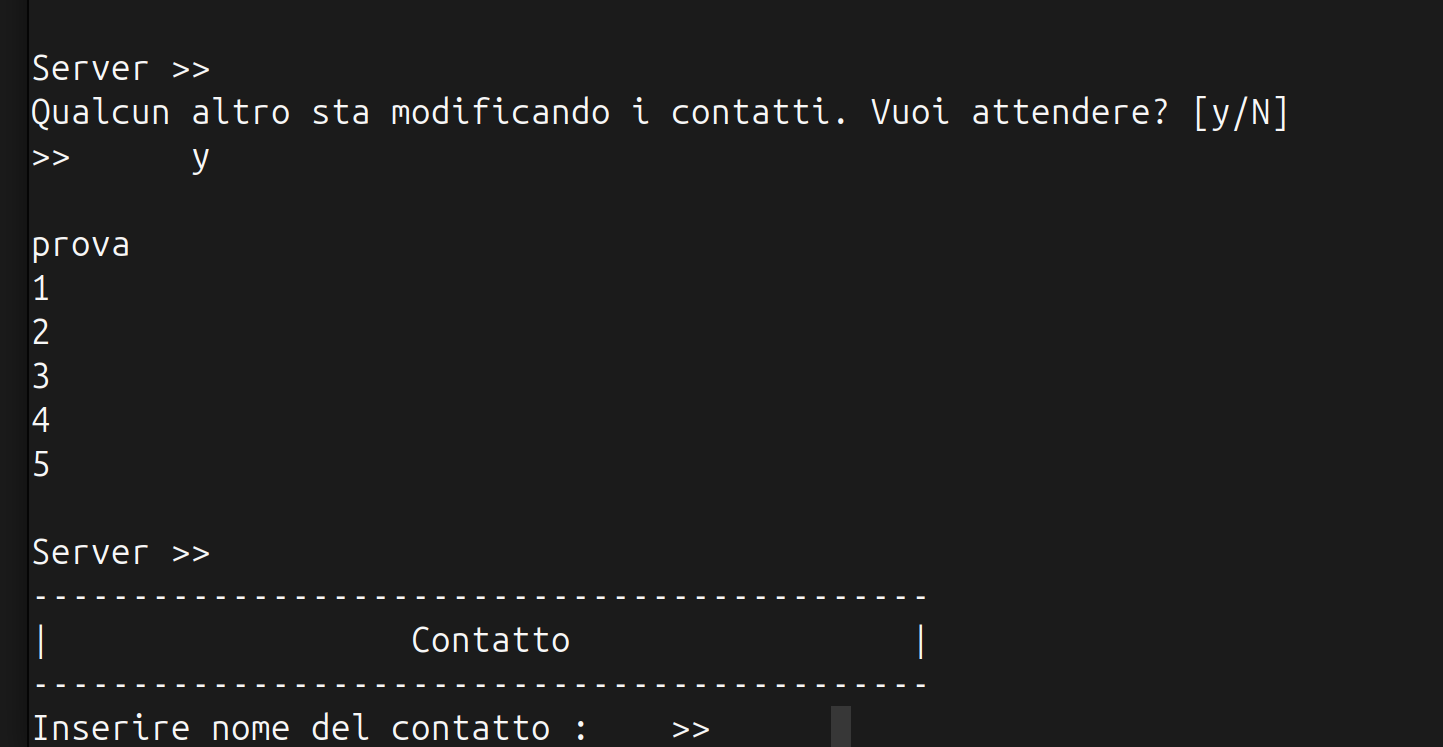 Server >>
Qualcun altro sta modificando i contatti. Vuoi attendere? [y/N]
>>      y
prova
1
2
3
4
5
Server >>
---------------------------------------------
|                  Contatto                 |
---------------------------------------------
Inserire nome del contatto :    >>